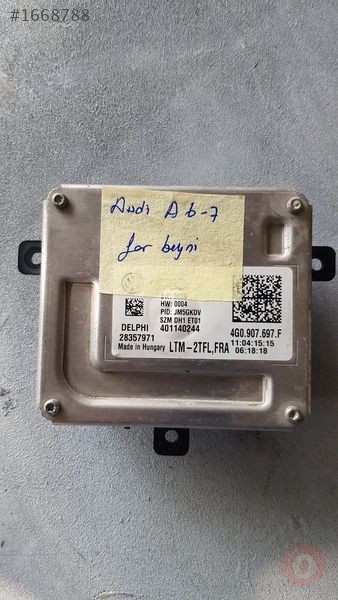 #1668788
Audi A6-7
far beyni
HW: 0004
PID: JM5GKDV
SZM DH1 ET01
DELPHI 401140244
28357971
Made in Hungary
LTM-2TFL,FRA
4G0.907.697.F
11:04:15:15
06:18:18